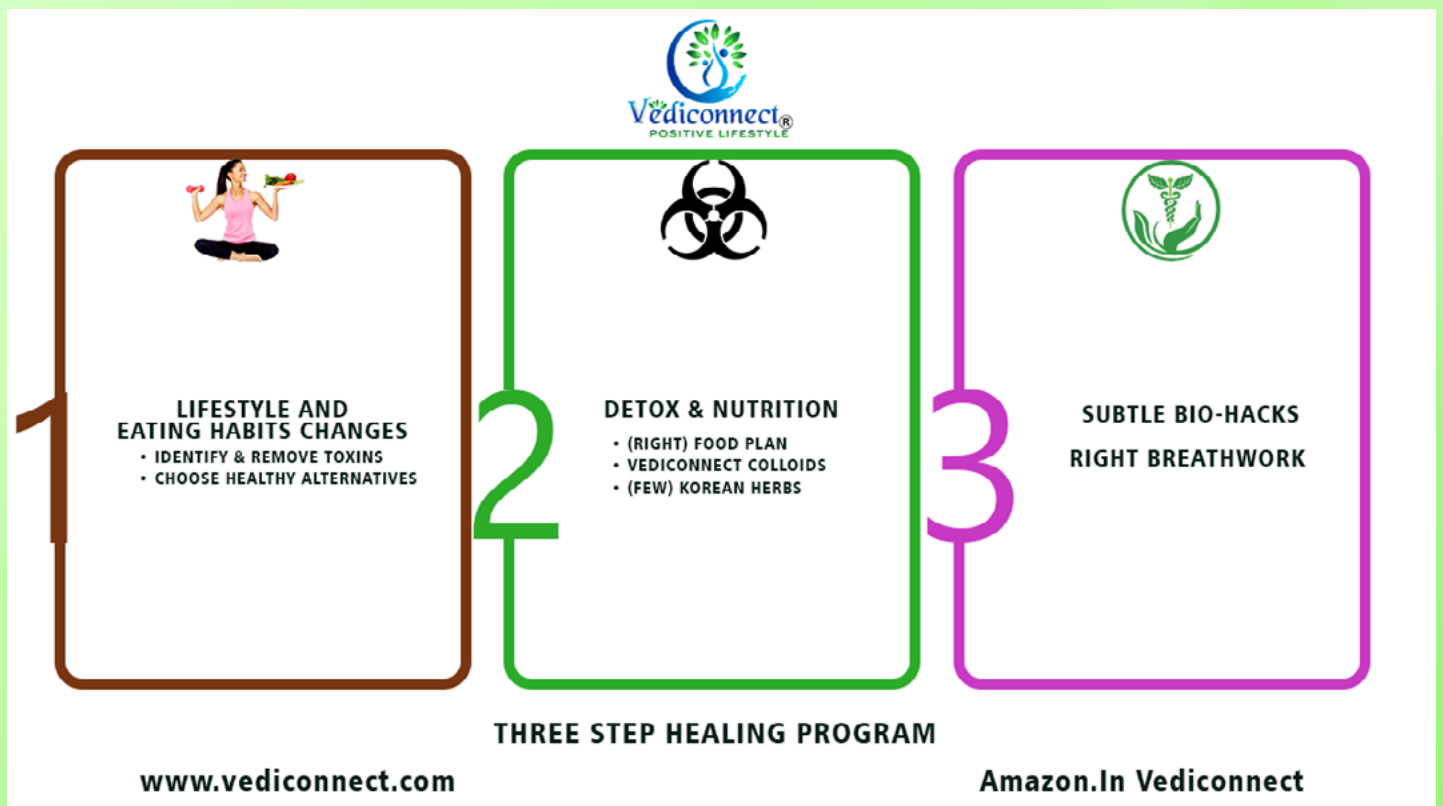 Vediconnect®
POSITIVE LIFESTYLE
1
LIFESTYLE AND
EATING HABITS CHANGES
• IDENTIFY & REMOVE TOXINS
• CHOOSE HEALTHY ALTERNATIVES
2
DETOX & NUTRITION
• (RIGHT) FOOD PLAN
• VEDICONNECT COLLOIDS
• (FEW) KOREAN HERBS
3
SUBTLE BIO-HACKS
RIGHT BREATHWORK
THREE STEP HEALING PROGRAM
www.vediconnect.com
Amazon.In Vediconnect